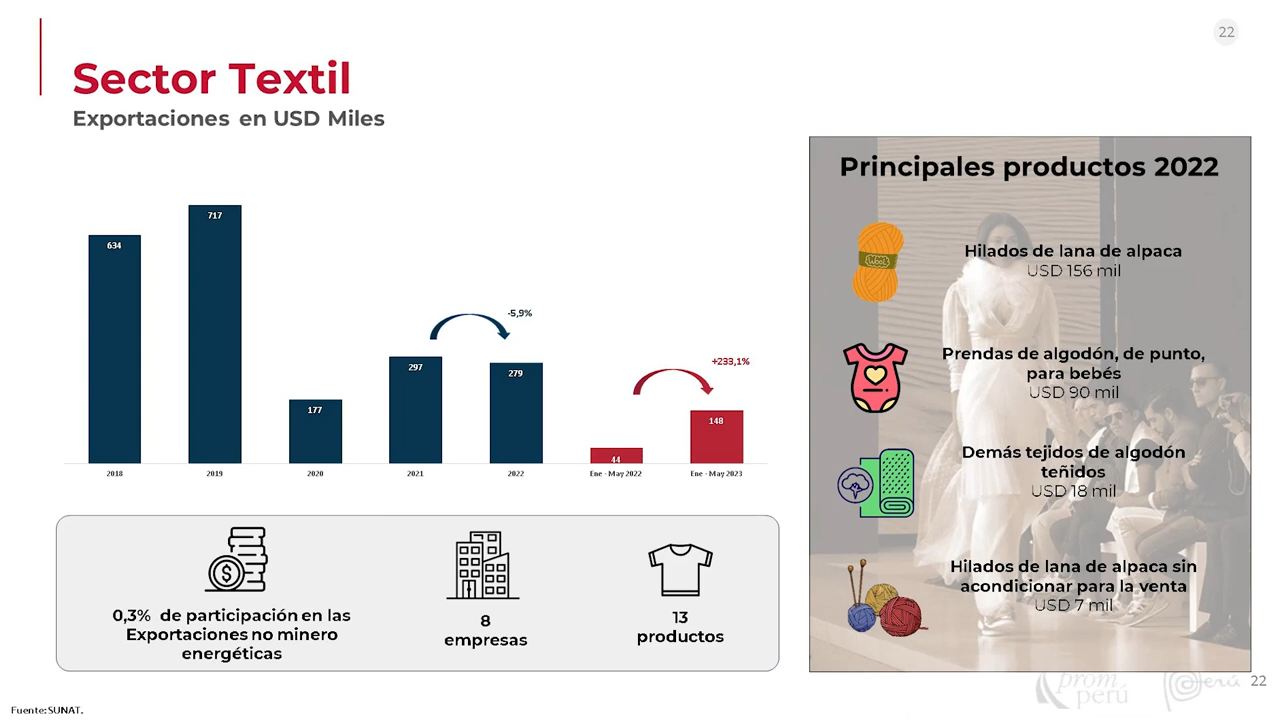 22
Sector Textil
Exportaciones en USD Miles
634
717
177
297
279
44
148
-5,9%
+233,1%
2018
2019
2020
2021
2022
Ene - May 2022
Ene - May 2023
0,3% de participación en las
Exportaciones no minero
energéticas
8
empresas
13
productos
Principales productos 2022
WOOL
Hilados de lana de alpaca
USD 156 mil
Prendas de algodón, de punto,
para bebés
USD 90 mil
Demás tejidos de algodón
teñidos
USD 18 mil
Hilados de lana de alpaca sin
acondicionar para la venta
USD 7 mil
prom
perú
Perú
22
Fuente: SUNAT.